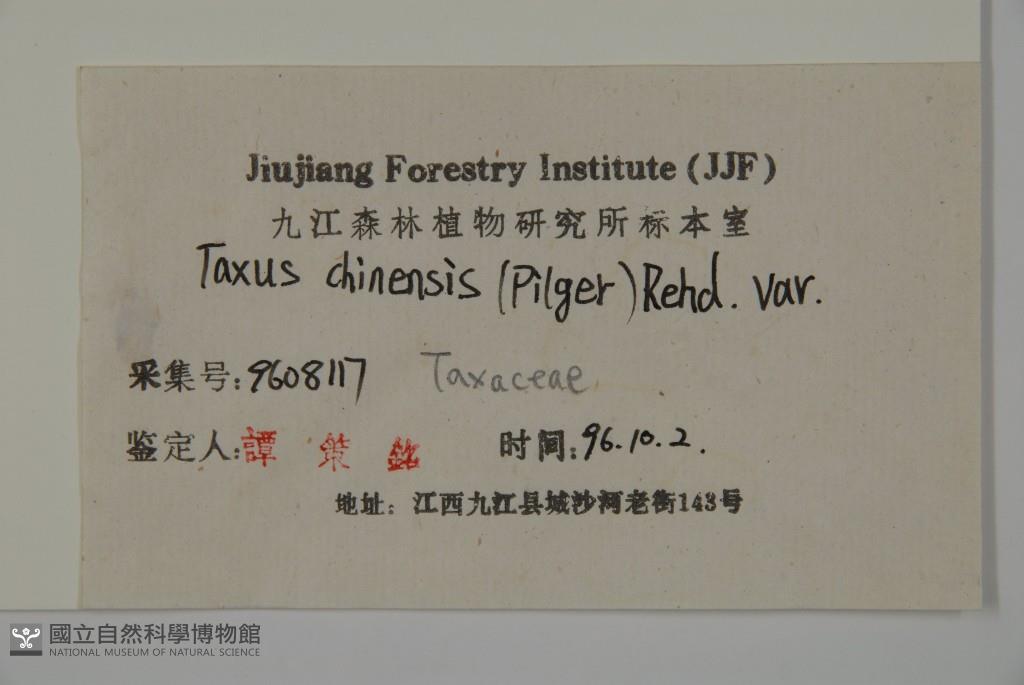 Jiujiang Forestry Institute (JJF)
九江森林植物研究所标本室
Taxus chinensis (Pilger) Rehd. var.
采集号:9608117 Taxaceae
鉴定人:譚 策 銘 时间:96.10.2.
地址: 江西九江县城沙河老街143号
國立自然科學博物館
NATIONAL MUSEUM OF NATURAL SCIENCE